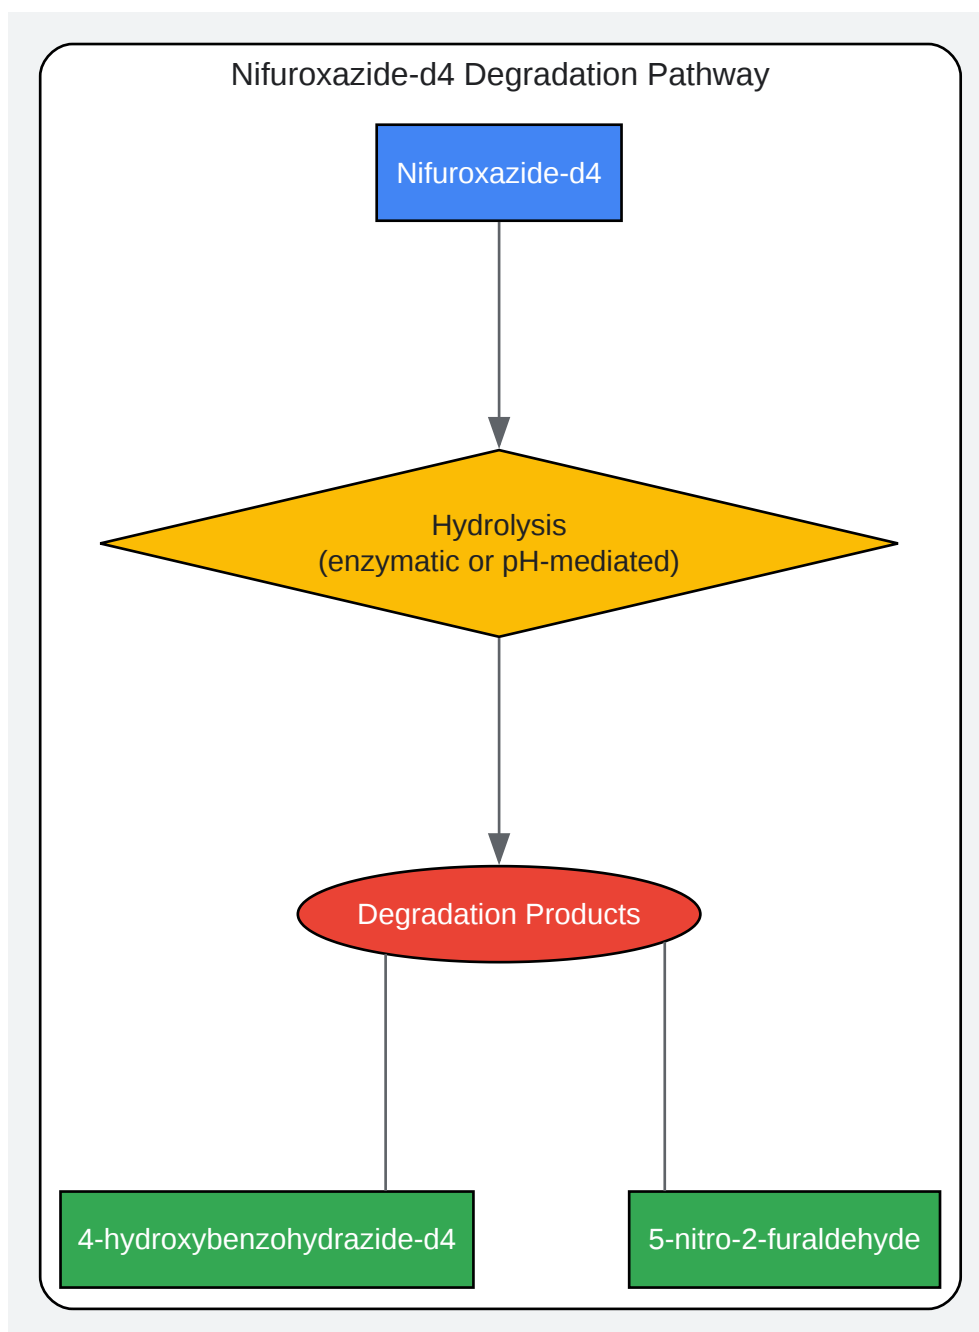 Nifuroxazide-d4 Degradation Pathway
Nifuroxazide-d4
Hydrolysis
(enzymatic or pH-mediated)
Degradation Products
4-hydroxybenzohydrazide-d4
5-nitro-2-furaldehyde